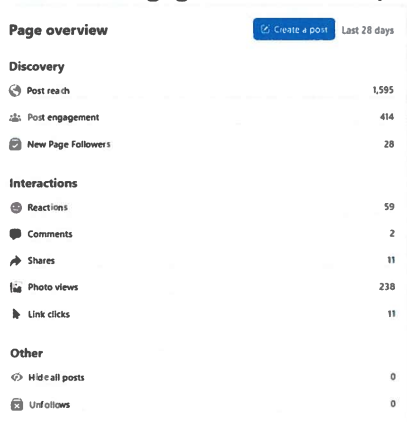 Page overview
Create a post Last 28 days
Discovery
Post reach 1,595
Post engagement 414
New Page Followers 28
Interactions
Reactions 59
Comments 2
Shares 11
Photo views 238
Link clicks 11
Other
Hide all posts 0
Unfollows 0